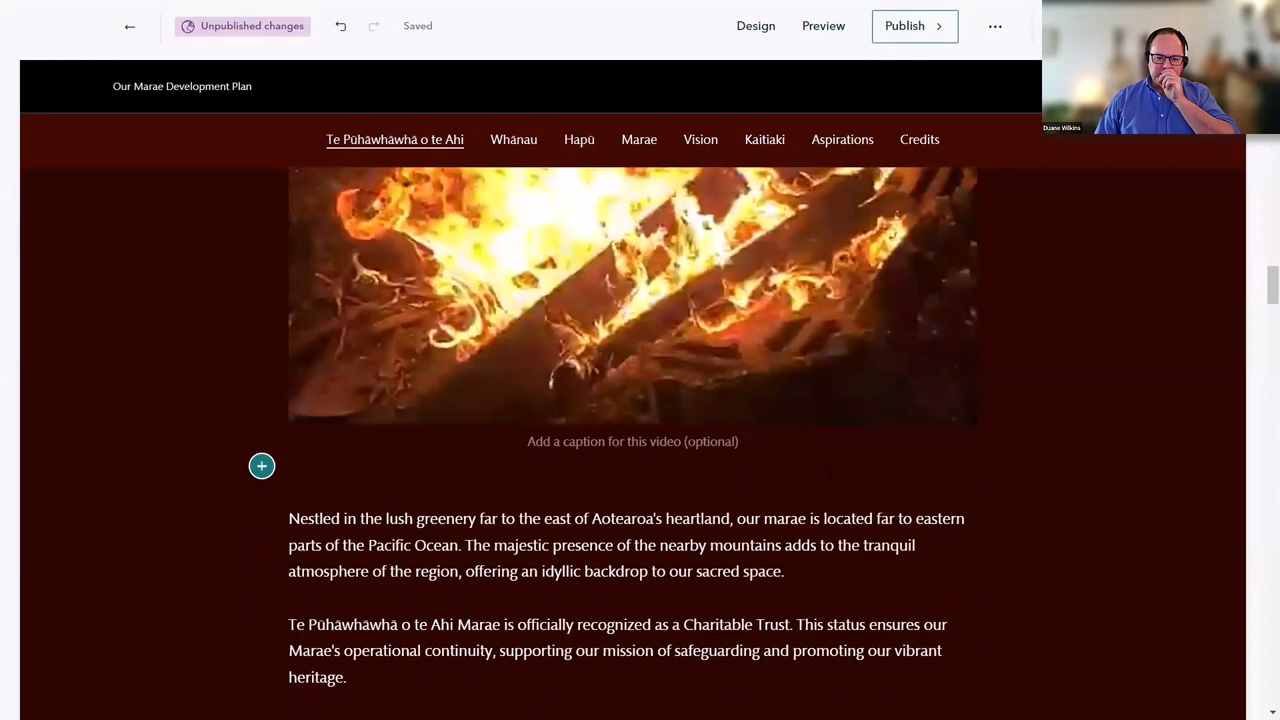 Unpublished changes
Saved
Design
Preview
Publish
Duane Wilkins
Our Marae Development Plan
Te Pūhāwhāwhā o te Ahi
Whānau
Hapū
Marae
Vision
Kaitiaki
Aspirations
Credits
Add a caption for this video (optional)
Nestled in the lush greenery far to the east of Aotearoa's heartland, our marae is located far to eastern
parts of the Pacific Ocean. The majestic presence of the nearby mountains adds to the tranquil
atmosphere of the region, offering an idyllic backdrop to our sacred space.
Te Pūhāwhāwhā o te Ahi Marae is officially recognized as a Charitable Trust. This status ensures our
Marae's operational continuity, supporting our mission of safeguarding and promoting our vibrant
heritage.